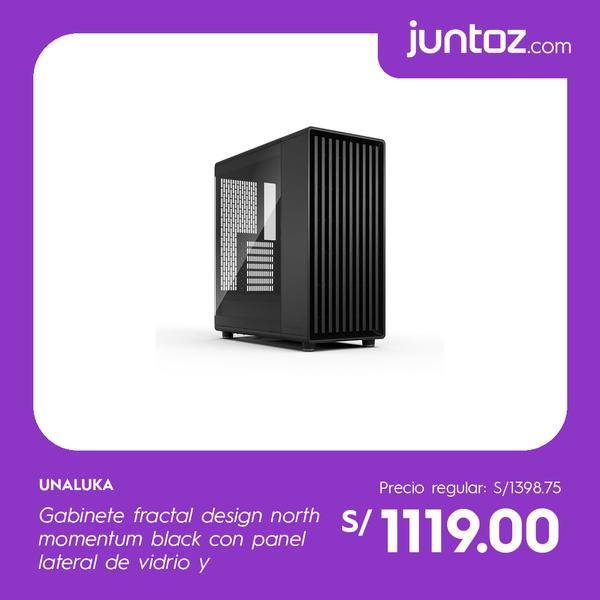 juntoz.com
UNALUKA
Gabinete fractal design north
momentum black con panel
lateral de vidrio y
Precio regular: S/1398.75
S/1119.00